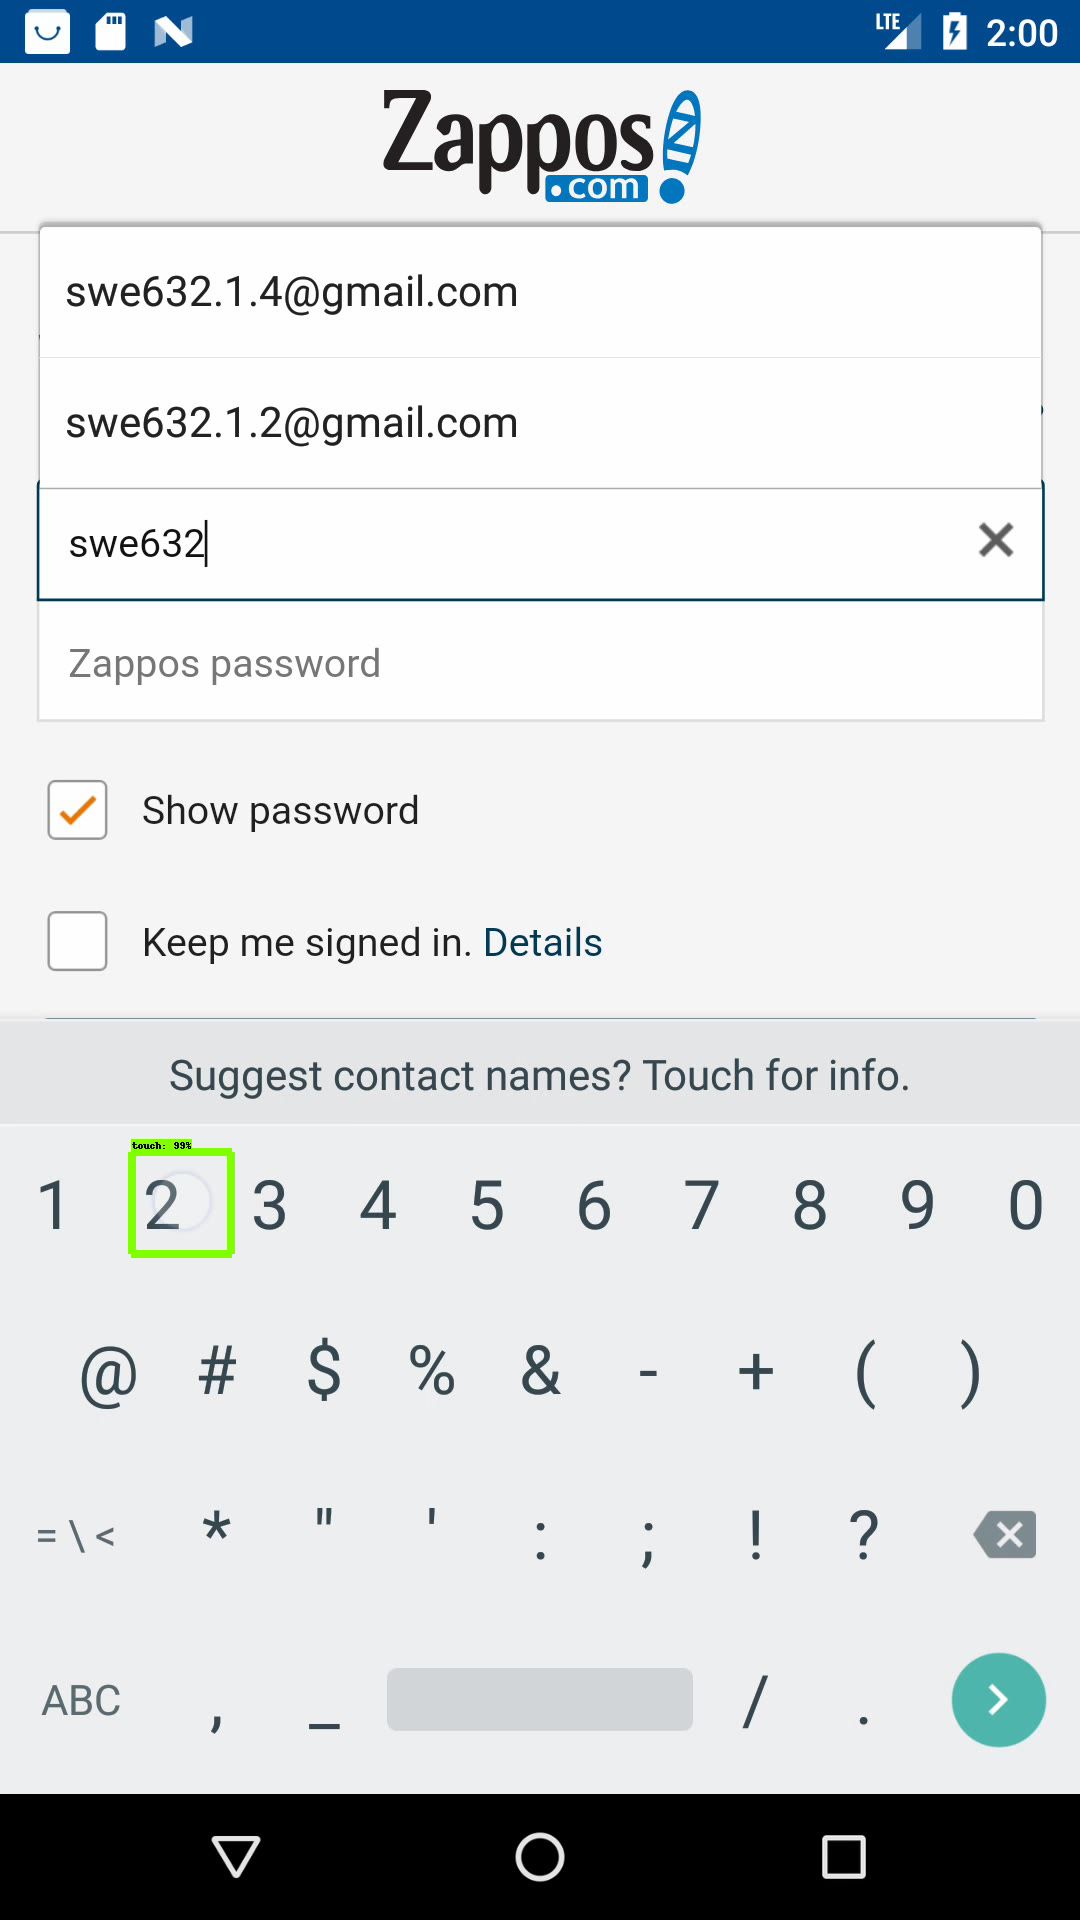 LTE 2:00
Zappos
.com
swe632.1.4@gmail.com
swe632.1.2@gmail.com
swe632
Zappos password
Show password
Keep me signed in. Details
Suggest contact names? Touch for info.
touch: 99%
1 2 3 4 5 6 7 8 9 0
@ # $ % & - + ( )
= \ < * " ' : ; ! ?
ABC , _ / .